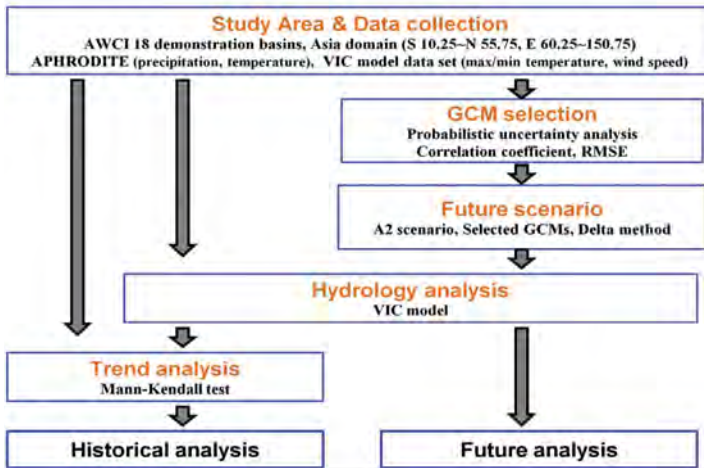 Study Area & Data collection
AWCI 18 demonstration basins, Asia domain (S 10.25~N 55.75, E 60.25~150.75)
APHRODITE (precipitation, temperature), VIC model data set (max/min temperature, wind speed)
GCM selection
Probabilistic uncertainty analysis
Correlation coefficient, RMSE
Future scenario
A2 scenario, Selected GCMs, Delta method
Hydrology analysis
VIC model
Trend analysis
Mann-Kendall test
Historical analysis
Future analysis